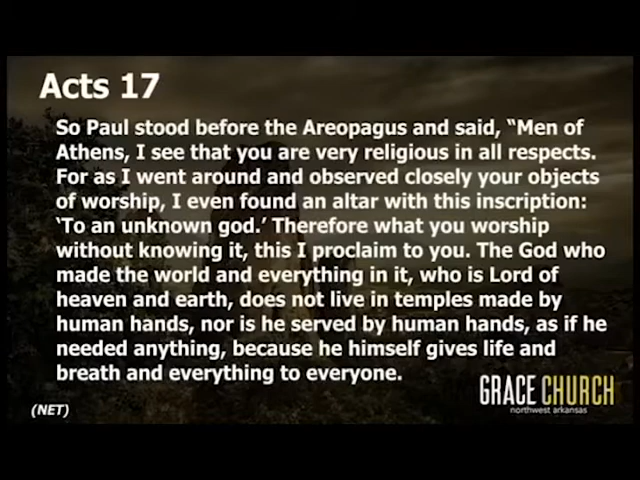 Acts 17
So Paul stood before the Areopagus and said, “Men of
Athens, I see that you are very religious in all respects.
For as I went around and observed closely your objects
of worship, I even found an altar with this inscription:
‘To an unknown god.’ Therefore what you worship
without knowing it, this I proclaim to you. The God who
made the world and everything in it, who is Lord of
heaven and earth, does not live in temples made by
human hands, nor is he served by human hands, as if he
needed anything, because he himself gives life and
breath and everything to everyone.
(NET)
GRACE CHURCH
northwest arkansas